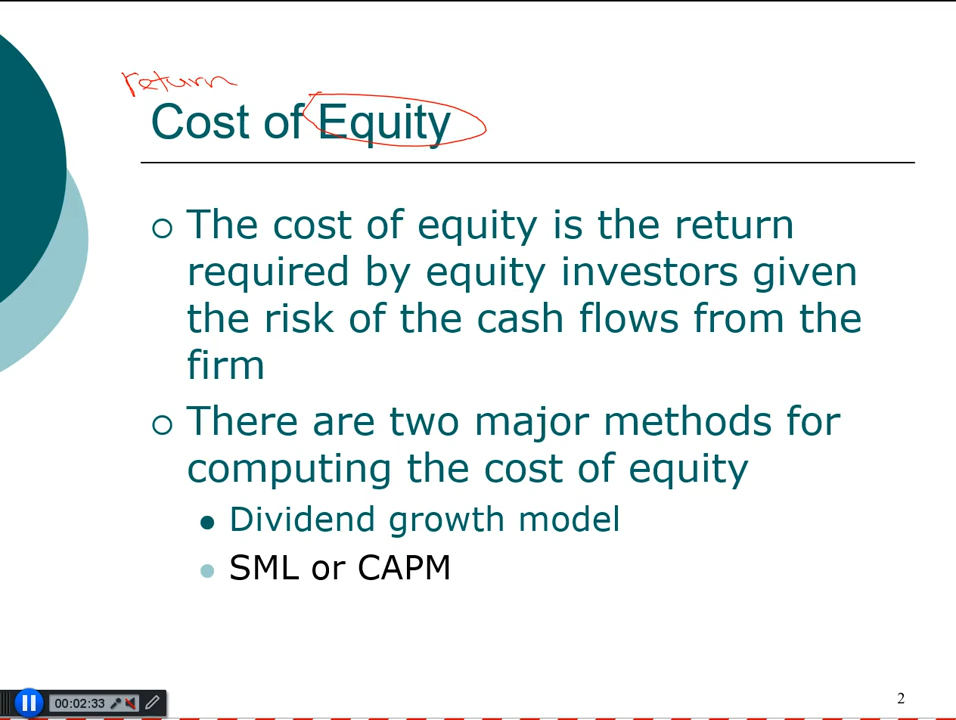 return
Cost of Equity
The cost of equity is the return
required by equity investors given
the risk of the cash flows from the
firm
There are two major methods for
computing the cost of equity
Dividend growth model
SML or CAPM
00:02:33
2